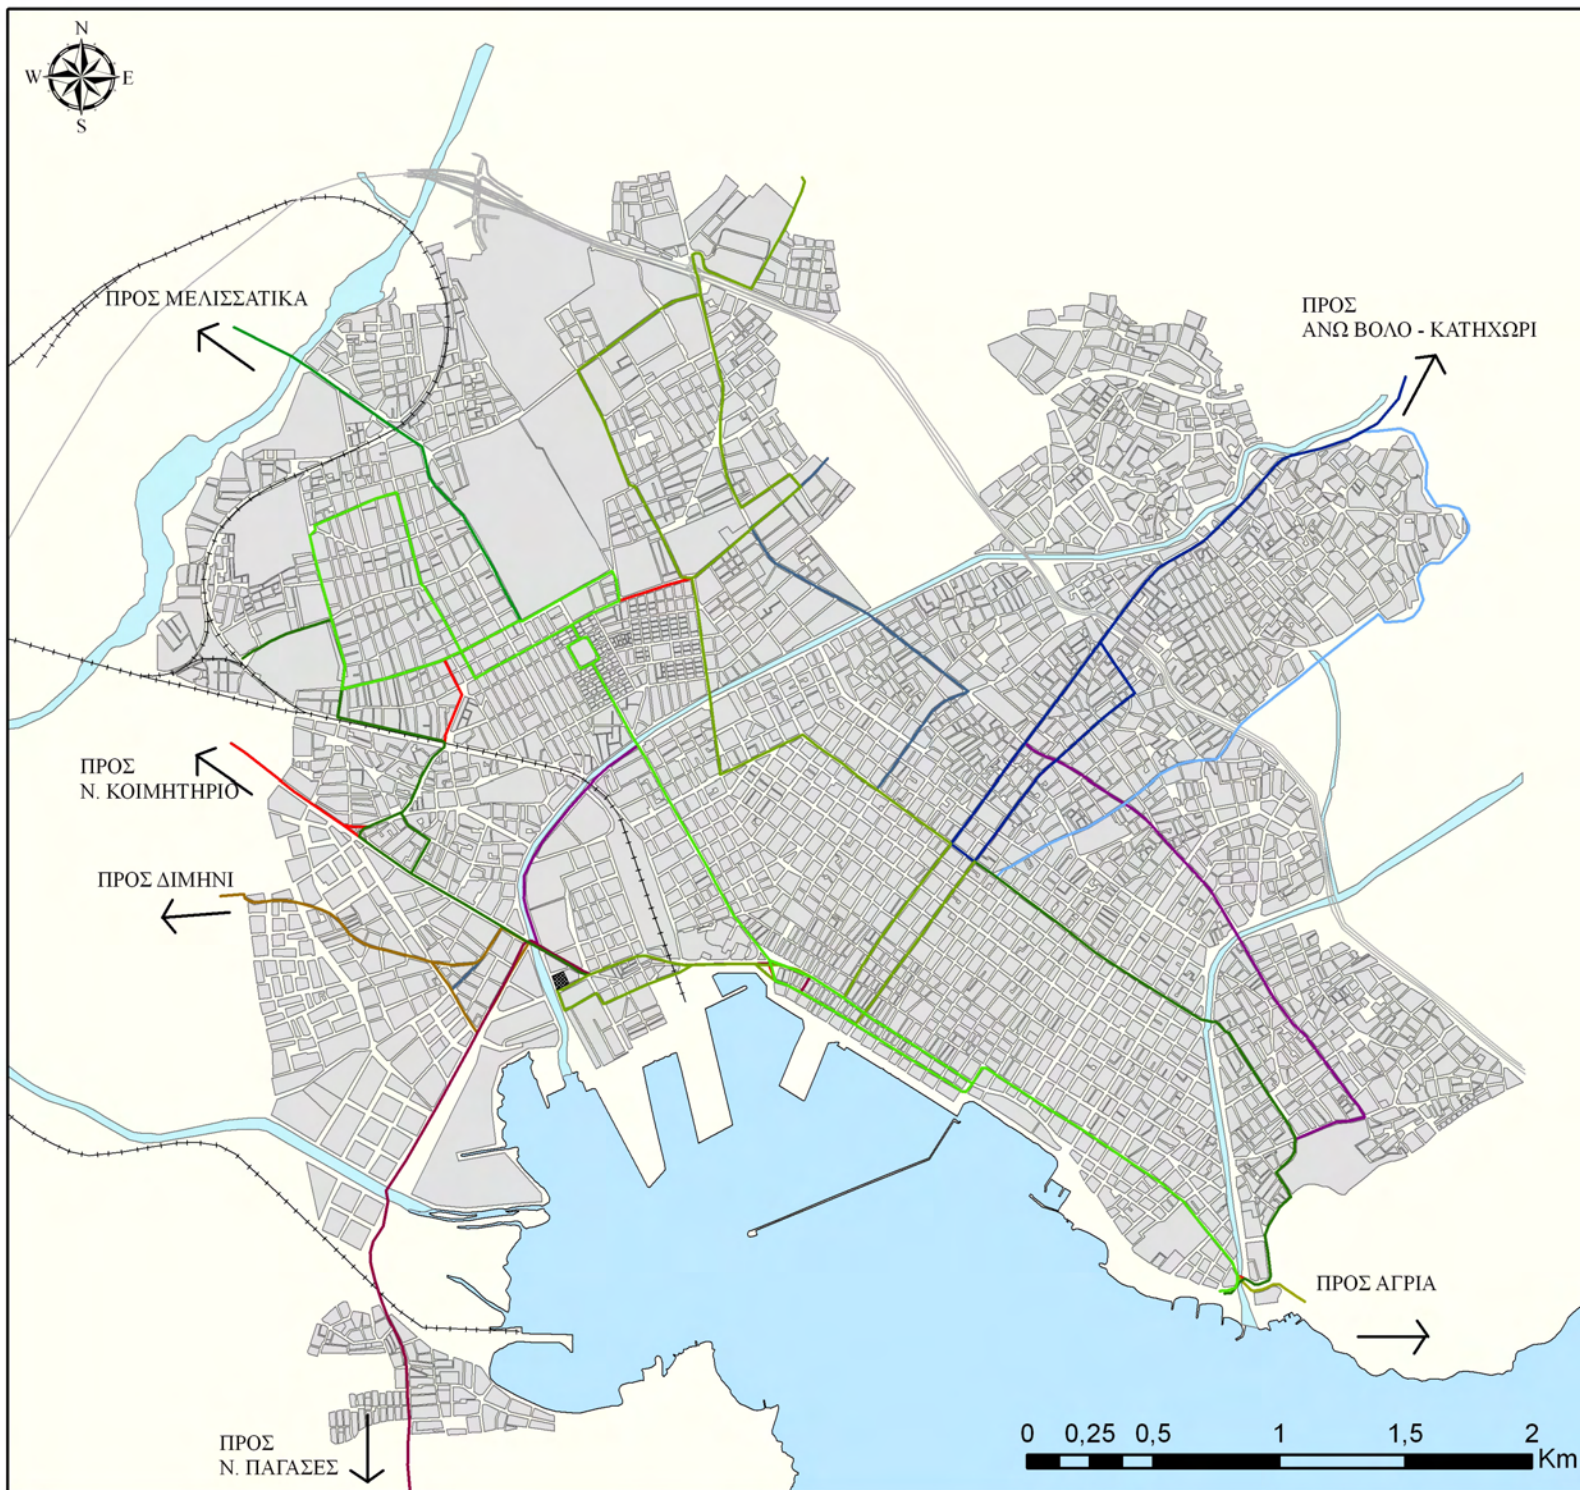 N
W E
S
ΠΡΟΣ ΜΕΛΙΣΣΑΤΙΚΑ
ΠΡΟΣ
ΑΝΩ ΒΟΛΟ - ΚΑΤΗΧΩΡΙ
ΠΡΟΣ
Ν. ΚΟΙΜΗΤΗΡΙΟ
ΠΡΟΣ ΔΙΜΗΝΙ
ΠΡΟΣ ΑΓΡΙΑ
ΠΡΟΣ
Ν. ΠΑΓΑΣΕΣ
0 0,25 0,5 1 1,5 2
Km